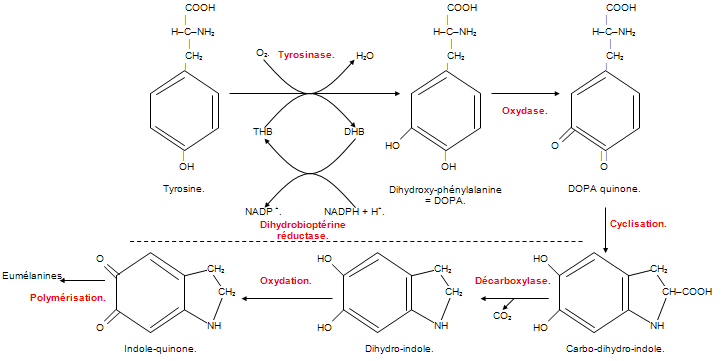 COOH
H–C–NH₂
CH₂
OH
Tyrosine.
O₂.
Tyrosinase.
H₂O
THB
DHB
NADP⁺.
NADPH + H⁺.
Dihydrobioptérine
réductase.
COOH
H–C–NH₂
CH₂
HO
OH
Dihydroxy-phénylalanine
= DOPA.
Oxydase.
COOH
H–C–NH₂
CH₂
O
O
DOPA quinone.
Cyclisation.
HO
HO
CH₂
CH–COOH
NH
Carbo-dihydro-indole.
Décarboxylase.
CO₂
HO
HO
CH₂
CH₂
NH
Dihydro-indole.
Oxydation.
O
O
CH₂
CH₂
NH
Indole-quinone.
Eumélanines
Polymérisation.